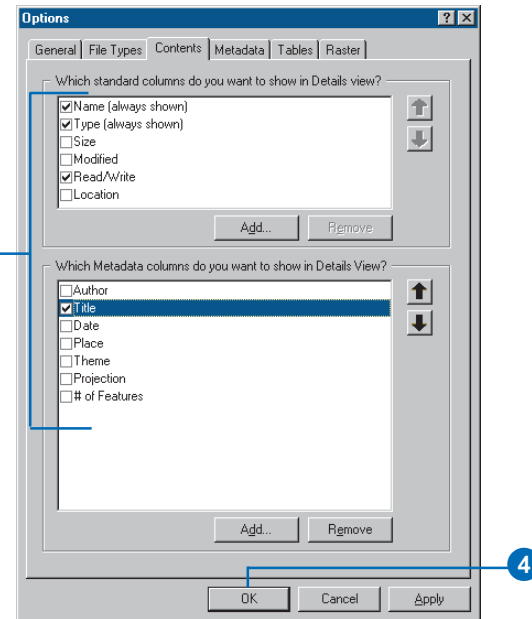 Options
General File Types Contents Metadata Tables Raster
Which standard columns do you want to show in Details view?
Name (always shown)
Type (always shown)
Size
Modified
Read/Write
Location
Add... Remove
Which Metadata columns do you want to show in Details View?
Author
Title
Date
Place
Theme
Projection
# of Features
Add... Remove
4
OK Cancel Apply